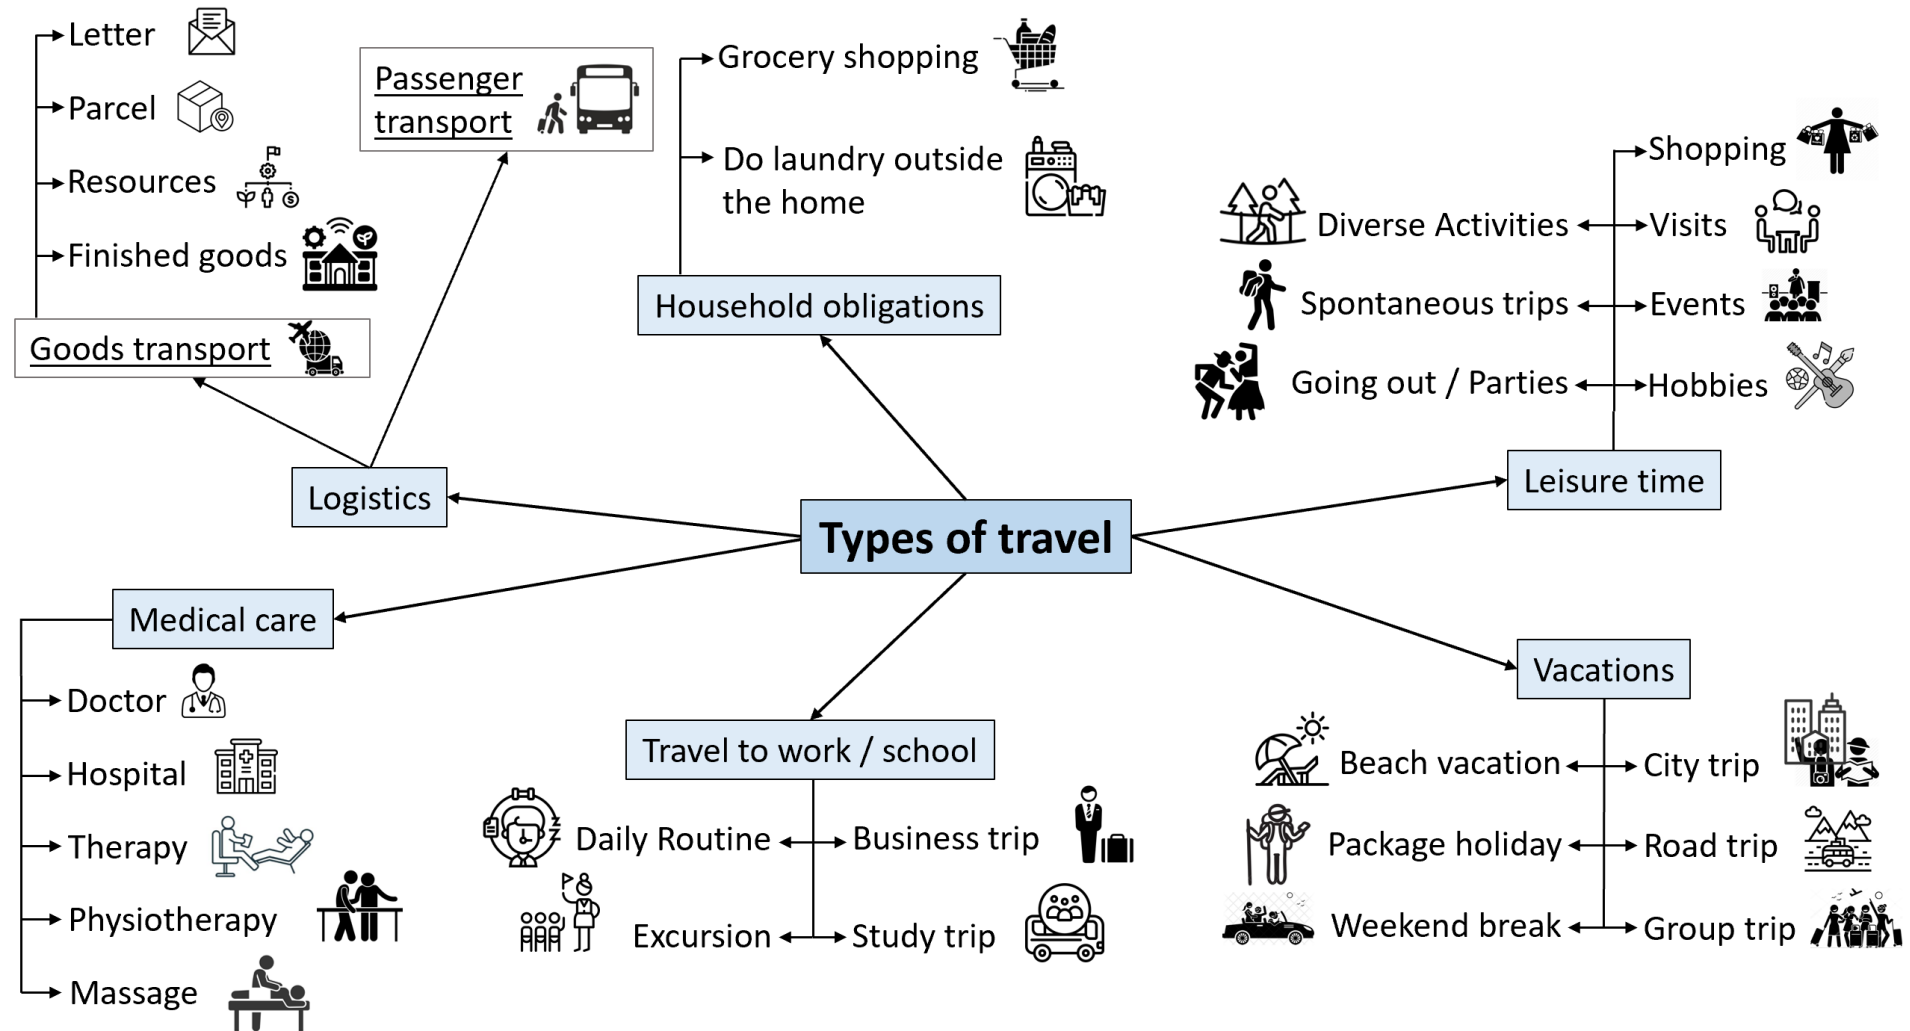 Letter
Parcel
Resources
Finished goods
Goods transport
Passenger
transport
Logistics
Grocery shopping
Do laundry outside
the home
Household obligations
Shopping
Diverse Activities
Visits
Spontaneous trips
Events
Going out / Parties
Hobbies
Leisure time
Types of travel
Medical care
Doctor
Hospital
Therapy
Physiotherapy
Massage
Travel to work / school
Daily Routine
Business trip
Excursion
Study trip
Vacations
Beach vacation
City trip
Package holiday
Road trip
Weekend break
Group trip